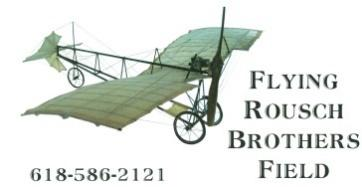 FLYING
ROUSCH
BROTHERS
FIELD
618-586-2121